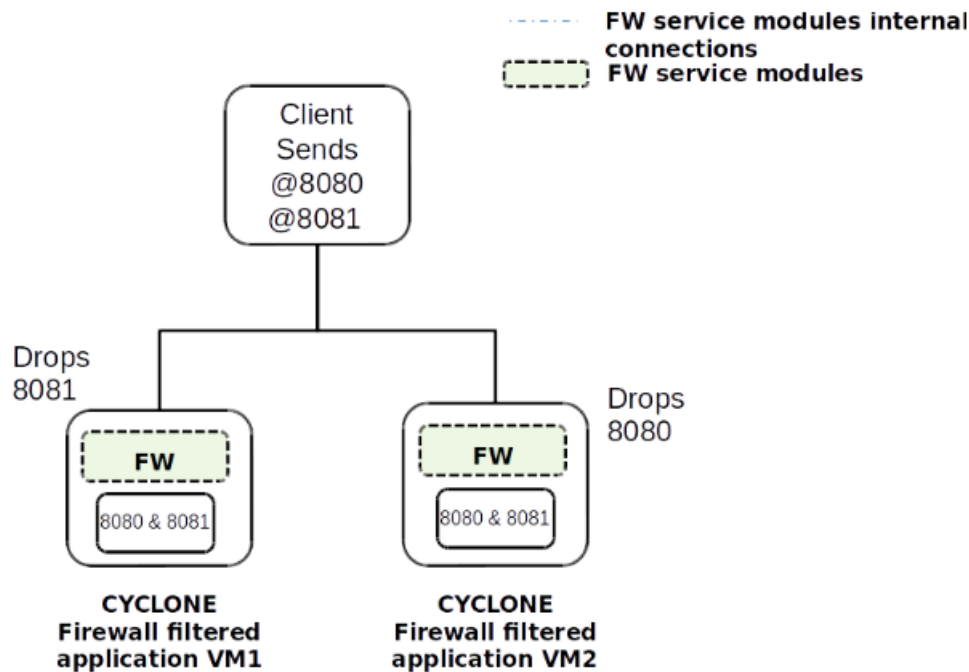 FW service modules internal
connections
FW service modules
Client
Sends
@8080
@8081
Drops
8081
Drops
8080
FW
FW
8080 & 8081
8080 & 8081
CYCLONE
Firewall filtered
application VM1
CYCLONE
Firewall filtered
application VM2